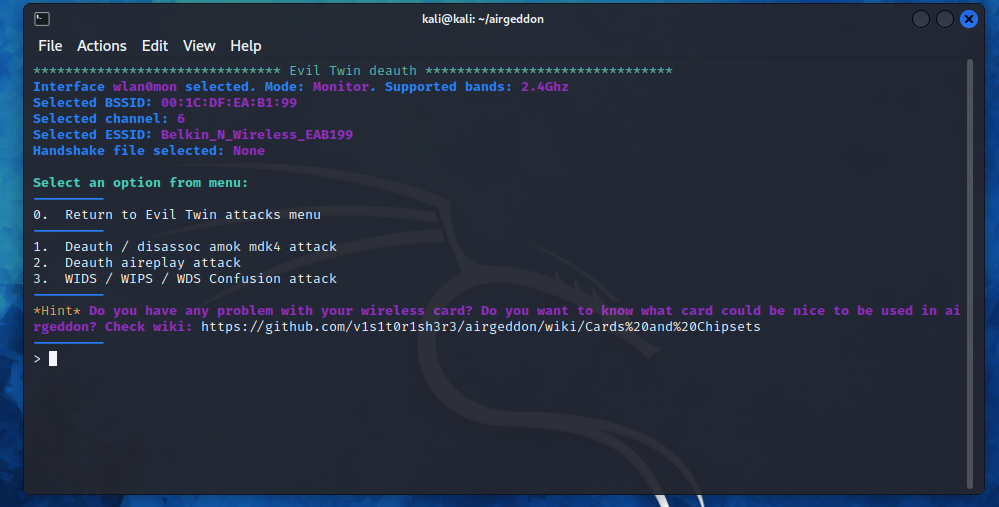 kali@kali: ~/airgeddon
File Actions Edit View Help
******************************* Evil Twin deauth *******************************
Interface wlan0mon selected. Mode: Monitor. Supported bands: 2.4Ghz
Selected BSSID: 00:1C:DF:EA:B1:99
Selected channel: 6
Selected ESSID: Belkin_N_Wireless_EAB199
Handshake file selected: None
Select an option from menu:
---------
0.  Return to Evil Twin attacks menu
---------
1.  Deauth / disassoc amok mdk4 attack
2.  Deauth aireplay attack
3.  WIDS / WIPS / WDS Confusion attack
---------
*Hint* Do you have any problem with your wireless card? Do you want to know what card could be nice to be used in ai
rgeddon? Check wiki: https://github.com/v1s1t0r1sh3r3/airgeddon/wiki/Cards%20and%20Chipsets
---------
>